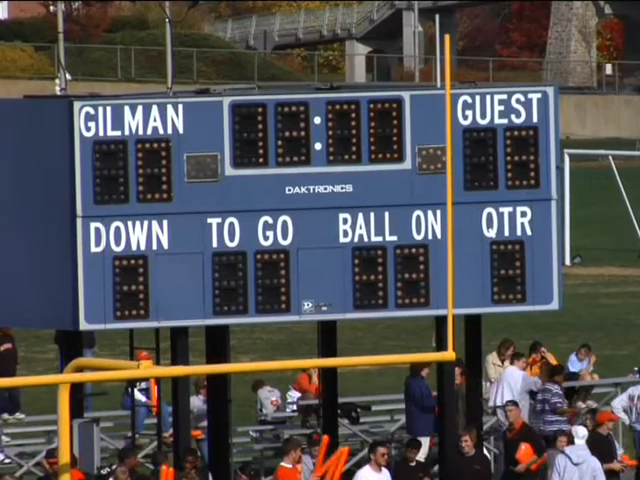 GILMAN GUEST
DAKTRONICS
DOWN TO GO BALL ON QTR